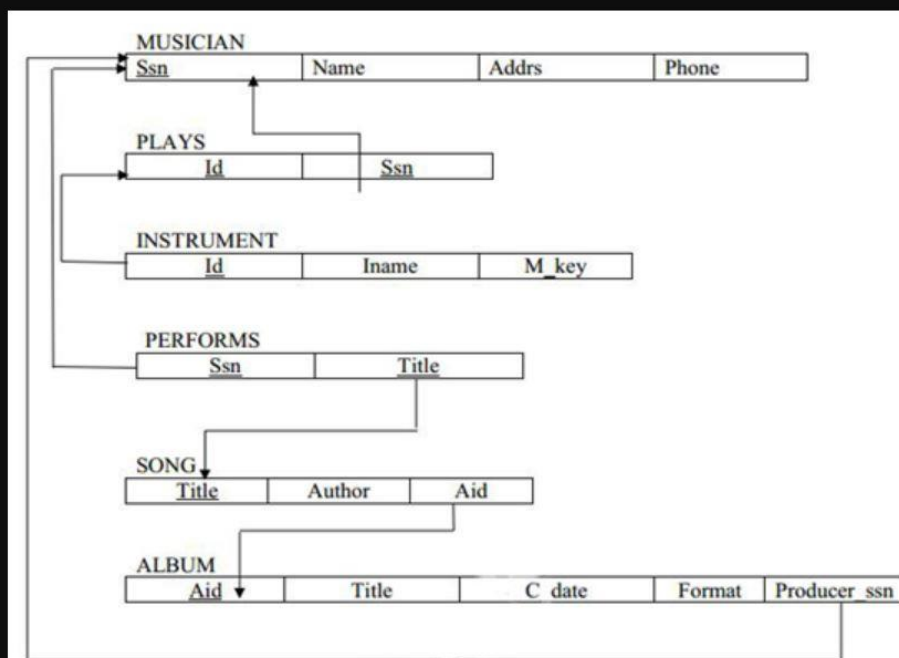 MUSICIAN
Ssn Name Addrs Phone
PLAYS
Id Ssn
INSTRUMENT
Id Iname M_key
PERFORMS
Ssn Title
SONG
Title Author Aid
ALBUM
Aid Title C_date Format Producer_ssn